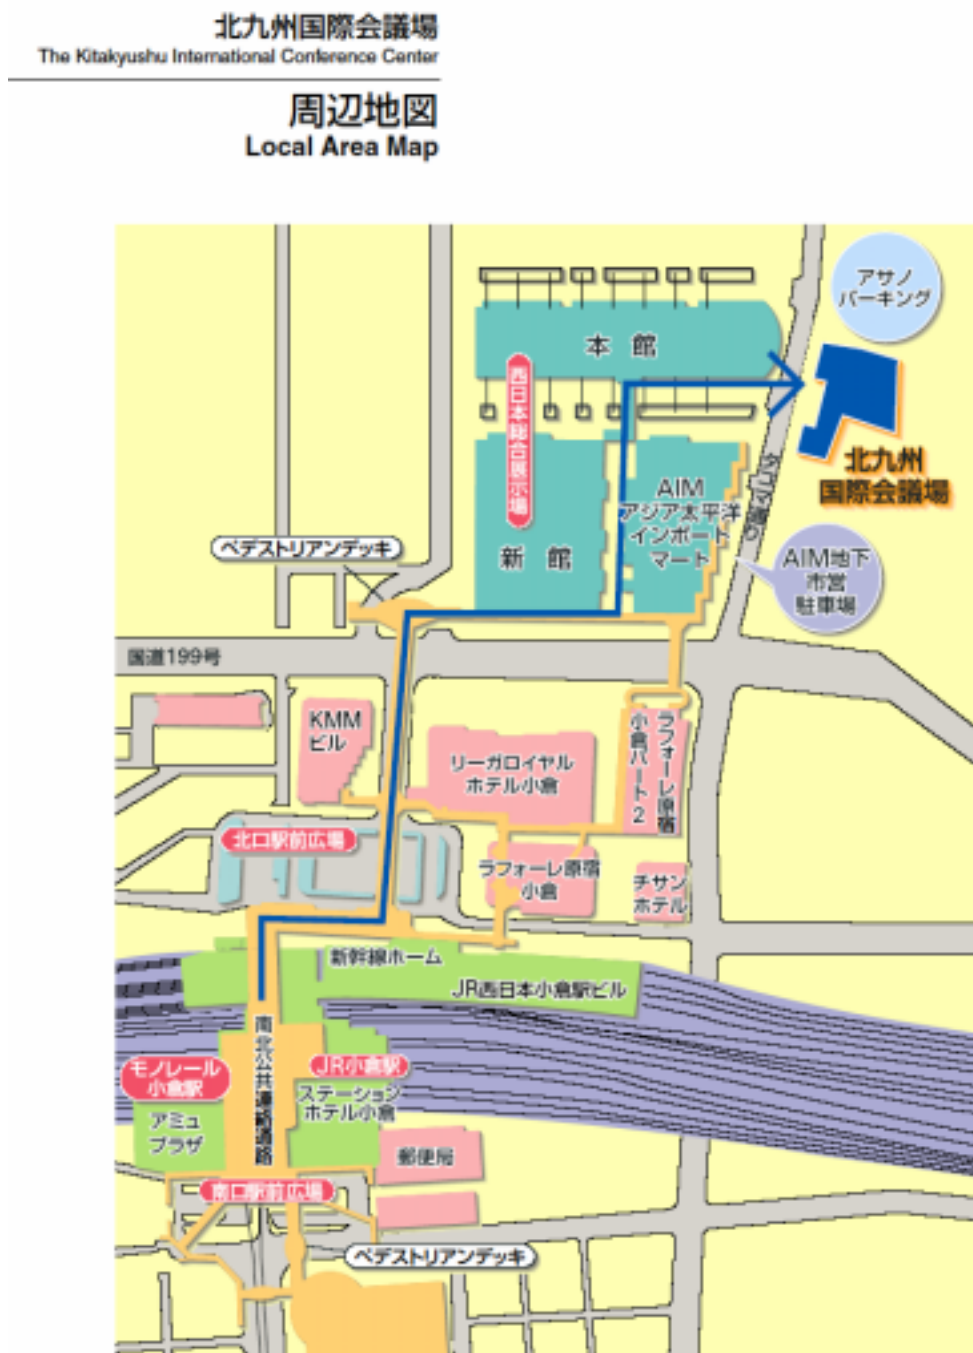 北九州国際会議場
The Kitakyushu International Conference Center
周辺地図
Local Area Map
アサノ
パーキング
本館
西日本総合展示場
北九州
国際会議場
AIM
アジア太平洋
インポート
マート
新館
ペデストリアンデッキ
AIM地下
市営
駐車場
国道199号
KMM
ビル
リーガロイヤル
ホテル小倉
ラフォーレ原宿
小倉パート2
北口駅前広場
ラフォーレ原宿
小倉
チサン
ホテル
新幹線ホーム
JR西日本小倉駅ビル
南北公共連絡通路
モノレール
小倉駅
JR小倉駅
ステーション
ホテル小倉
アミュ
プラザ
郵便局
南口駅前広場
ペデストリアンデッキ